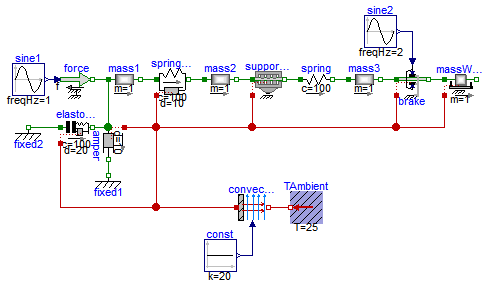 sine2
sine1
freqHz=2
force
mass1
spring...
mass2
suppor...
spring
mass3
massW...
f
freqHz=1
m=1
c=100
d=10
m=1
c=100
m=1
brake
m=1
elasto...
c=100
d=20
fixed2
fixed1
convec...
TAmbient
T=25
const
k=20